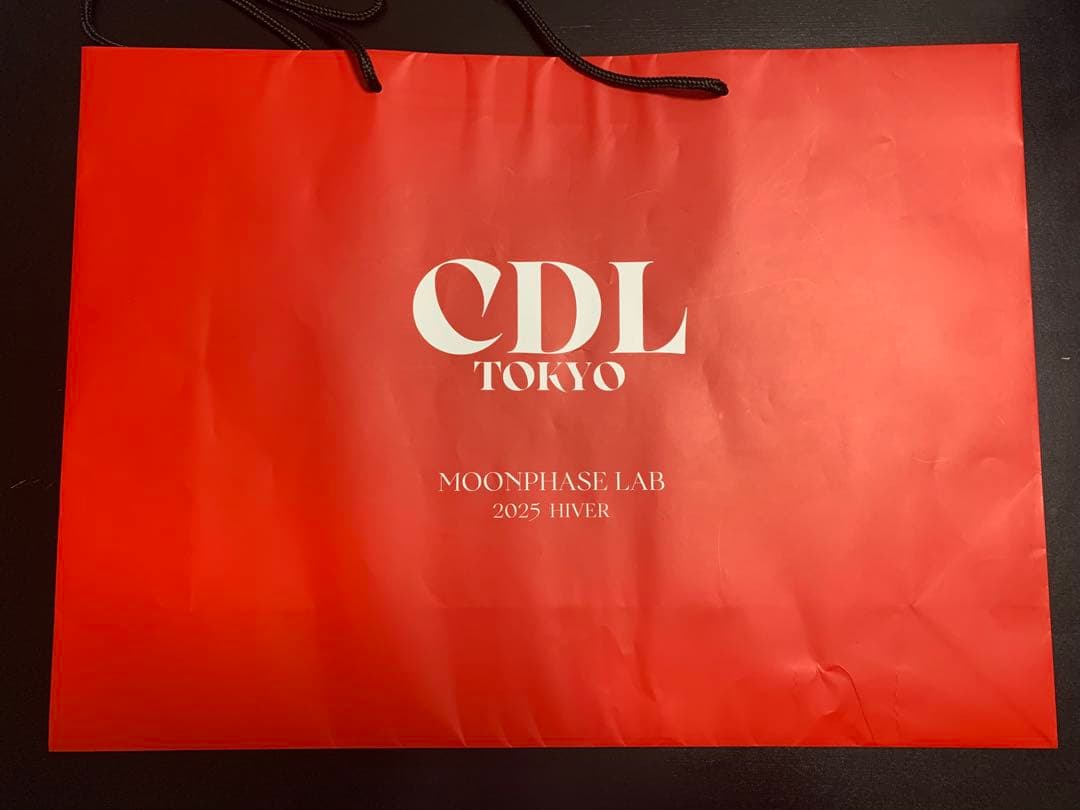 CDL
TOKYO
MOONPHASE LAB
2025 HIVER